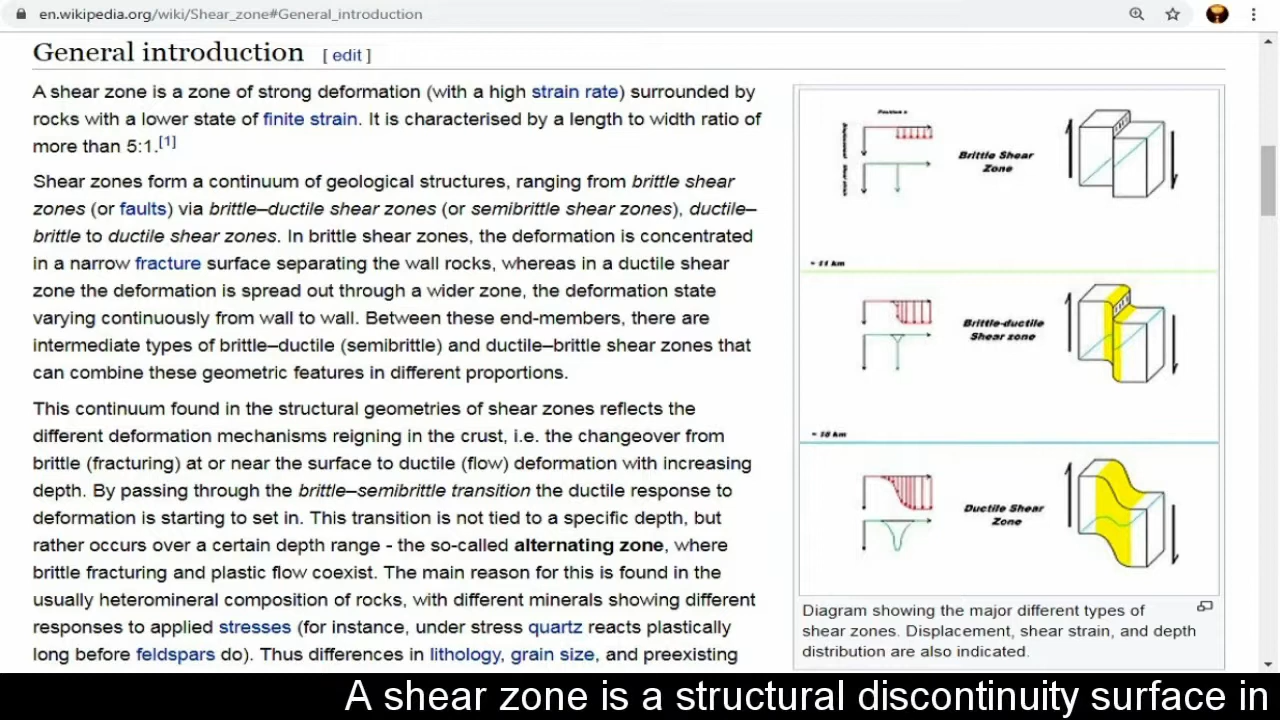 en.wikipedia.org/wiki/Shear_zone#General_introduction
General introduction [ edit ]
A shear zone is a zone of strong deformation (with a high strain rate) surrounded by
rocks with a lower state of finite strain. It is characterised by a length to width ratio of
more than 5:1.[1]
Shear zones form a continuum of geological structures, ranging from brittle shear
zones (or faults) via brittle–ductile shear zones (or semibrittle shear zones), ductile–
brittle to ductile shear zones. In brittle shear zones, the deformation is concentrated
in a narrow fracture surface separating the wall rocks, whereas in a ductile shear
zone the deformation is spread out through a wider zone, the deformation state
varying continuously from wall to wall. Between these end-members, there are
intermediate types of brittle–ductile (semibrittle) and ductile–brittle shear zones that
can combine these geometric features in different proportions.
This continuum found in the structural geometries of shear zones reflects the
different deformation mechanisms reigning in the crust, i.e. the changeover from
brittle (fracturing) at or near the surface to ductile (flow) deformation with increasing
depth. By passing through the brittle–semibrittle transition the ductile response to
deformation is starting to set in. This transition is not tied to a specific depth, but
rather occurs over a certain depth range - the so-called alternating zone, where
brittle fracturing and plastic flow coexist. The main reason for this is found in the
usually heteromineral composition of rocks, with different minerals showing different
responses to applied stresses (for instance, under stress quartz reacts plastically
long before feldspars do). Thus differences in lithology, grain size, and preexisting
Position x
Brittle Shear
Zone
~ 11 km
Brittle-ductile
Shear zone
Ductile Shear
Zone
Diagram showing the major different types of
shear zones. Displacement, shear strain, and depth
distribution are also indicated.
A shear zone is a structural discontinuity surface in